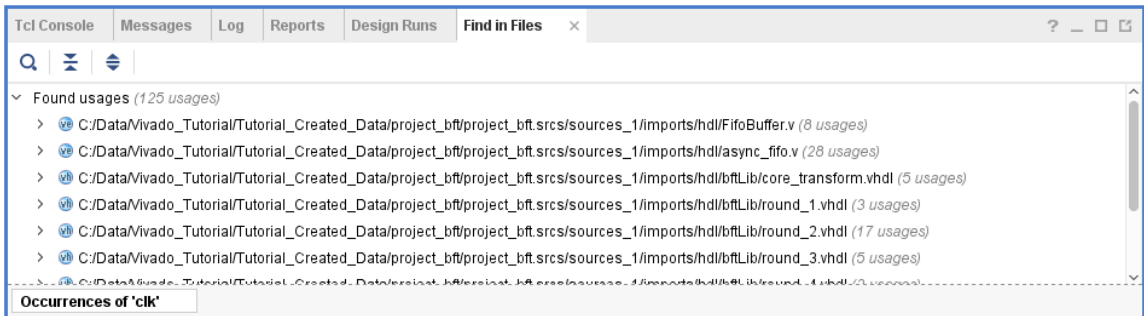 Tcl Console Messages Log Reports Design Runs Find in Files × ?
Found usages (125 usages)
C:/Data/Vivado_Tutorial/Tutorial_Created_Data/project_bft/project_bft.srcs/sources_1/imports/hdl/FifoBuffer.v (8 usages)
C:/Data/Vivado_Tutorial/Tutorial_Created_Data/project_bft/project_bft.srcs/sources_1/imports/hdl/async_fifo.v (28 usages)
C:/Data/Vivado_Tutorial/Tutorial_Created_Data/project_bft/project_bft.srcs/sources_1/imports/hdl/bftLib/core_transform.vhdl (5 usages)
C:/Data/Vivado_Tutorial/Tutorial_Created_Data/project_bft/project_bft.srcs/sources_1/imports/hdl/bftLib/round_1.vhdl (3 usages)
C:/Data/Vivado_Tutorial/Tutorial_Created_Data/project_bft/project_bft.srcs/sources_1/imports/hdl/bftLib/round_2.vhdl (17 usages)
C:/Data/Vivado_Tutorial/Tutorial_Created_Data/project_bft/project_bft.srcs/sources_1/imports/hdl/bftLib/round_3.vhdl (5 usages)
Occurrences of 'clk'